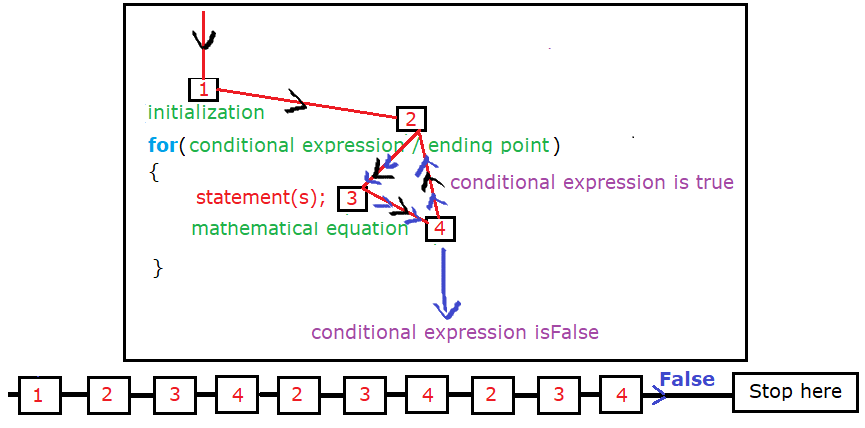 1
initialization
2
for(conditional expression / ending point)
{
conditional expression is true
statement(s); 3
mathematical equation 4
}
conditional expression isFalse
1 2 3 4 2 3 4 2 3 4 False Stop here